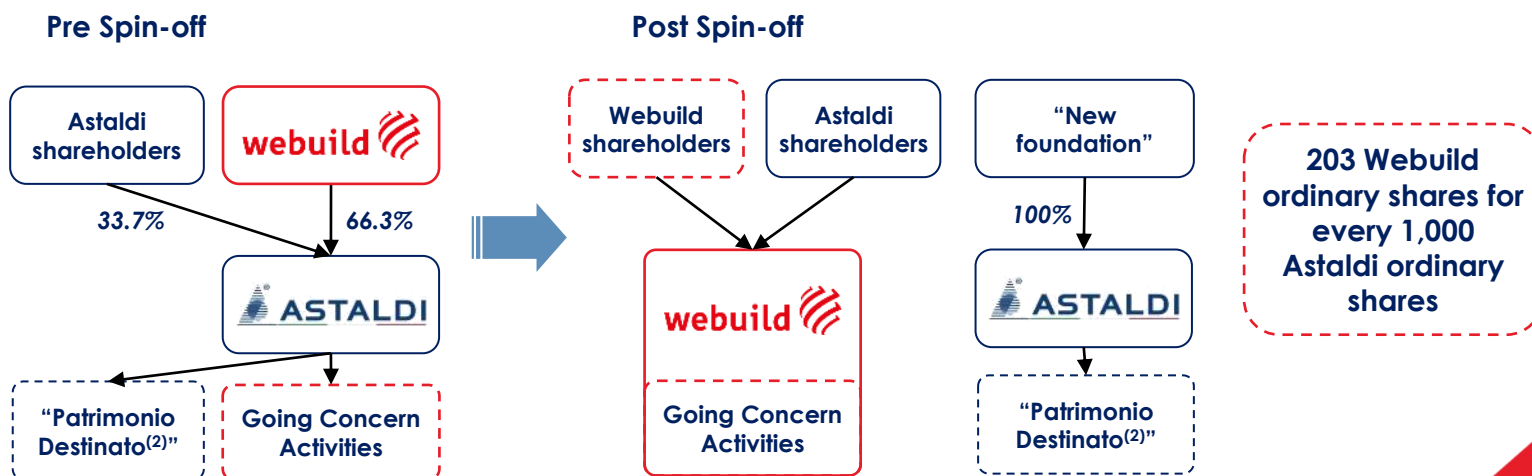 Pre Spin-off
Astaldi
shareholders
webuild
33.7%
66.3%
ASTALDI
“Patrimonio
Destinato(2)”
Going Concern
Activities
Post Spin-off
Webuild
shareholders
Astaldi
shareholders
webuild
Going Concern
Activities
“New
foundation”
100%
ASTALDI
“Patrimonio
Destinato(2)”
203 Webuild
ordinary shares for
every 1,000
Astaldi ordinary
shares